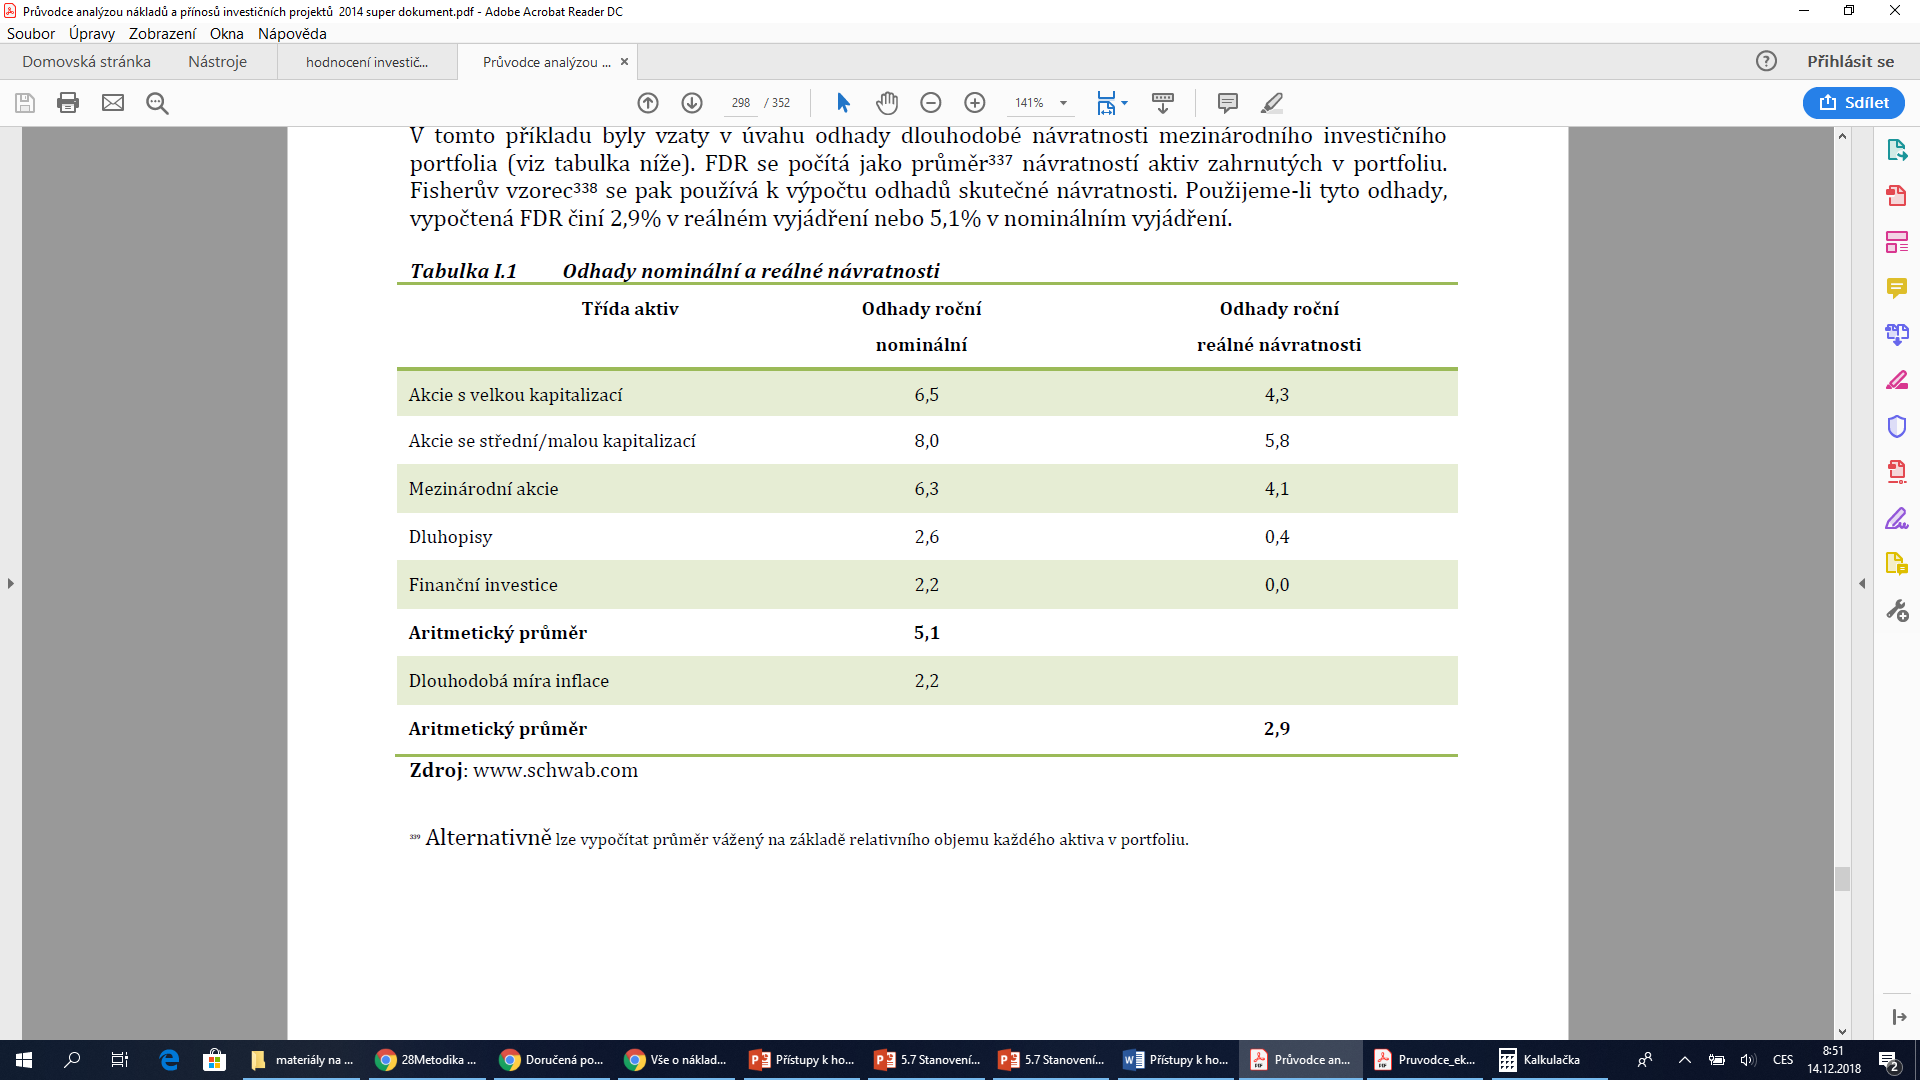 Průvodce analýzou nákladů a přínosů investičních projektů 2014 super dokument.pdf - Adobe Acrobat Reader DC
Soubor Úpravy Zobrazení Okna Nápověda
Domovská stránka Nástroje hodnocení investič... Průvodce analýzou ... × ? Přihlásit se
298 / 352 141% Sdílet
V tomto příkladu byly vzaty v úvahu odhady dlouhodobé návratnosti mezinárodního investičního
portfolia (viz tabulka níže). FDR se počítá jako průměr³³⁷ návratností aktiv zahrnutých v portfoliu.
Fisherův vzorec³³⁸ se pak používá k výpočtu odhadů skutečné návratnosti. Použijeme-li tyto odhady,
vypočtená FDR činí 2,9% v reálném vyjádření nebo 5,1% v nominálním vyjádření.
Tabulka I.1 Odhady nominální a reálné návratnosti
Třída aktiv Odhady roční Odhady roční
nominální reálné návratnosti
Akcie s velkou kapitalizací 6,5 4,3
Akcie se střední/malou kapitalizací 8,0 5,8
Mezinárodní akcie 6,3 4,1
Dluhopisy 2,6 0,4
Finanční investice 2,2 0,0
Aritmetický průměr 5,1
Dlouhodobá míra inflace 2,2
Aritmetický průměr 2,9
Zdroj: www.schwab.com
³³⁹ Alternativně lze vypočítat průměr vážený na základě relativního objemu každého aktiva v portfoliu.
materiály na ... 28Metodika ... Doručená po... Vše o náklad... Přístupy k ho... 5.7 Stanovení... 5.7 Stanovení... Přístupy k ho... Průvodce an... Pruvodce_ek... Kalkulačka CES 8:51
14.12.2018 2